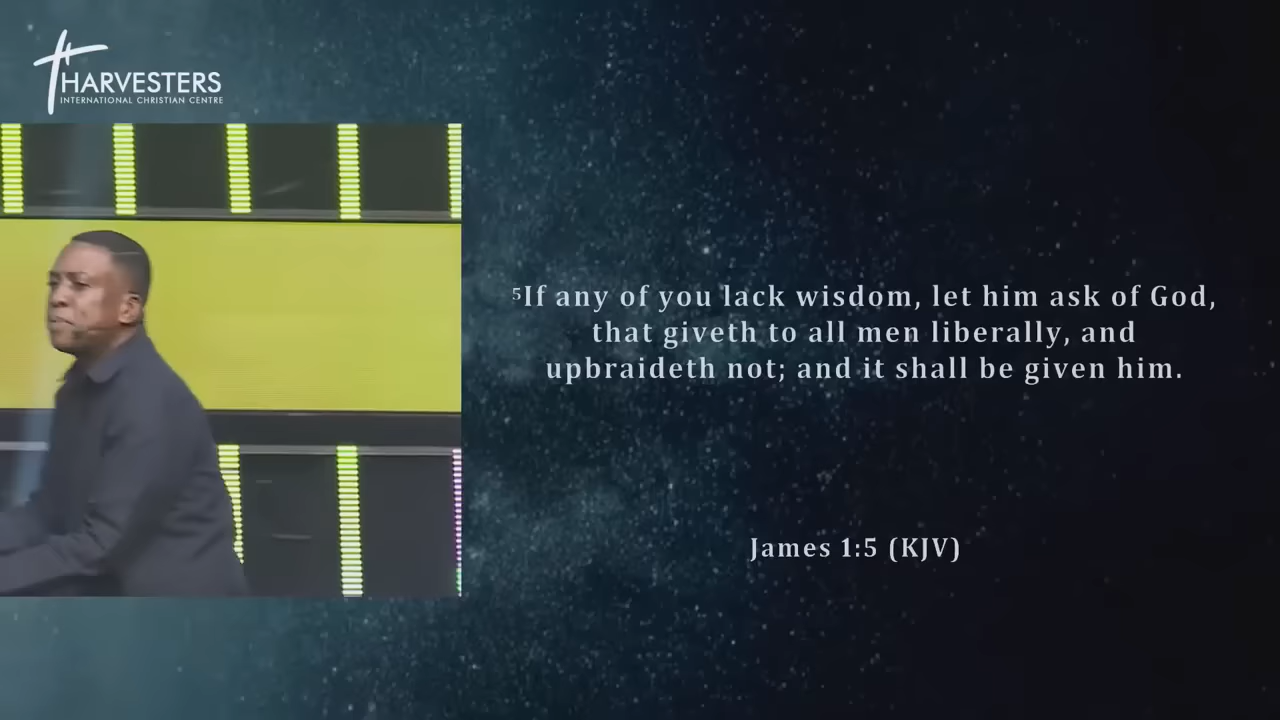 HARVESTERS
INTERNATIONAL CHRISTIAN CENTRE
⁵If any of you lack wisdom, let him ask of God,
that giveth to all men liberally, and
upbraideth not; and it shall be given him.
James 1:5 (KJV)